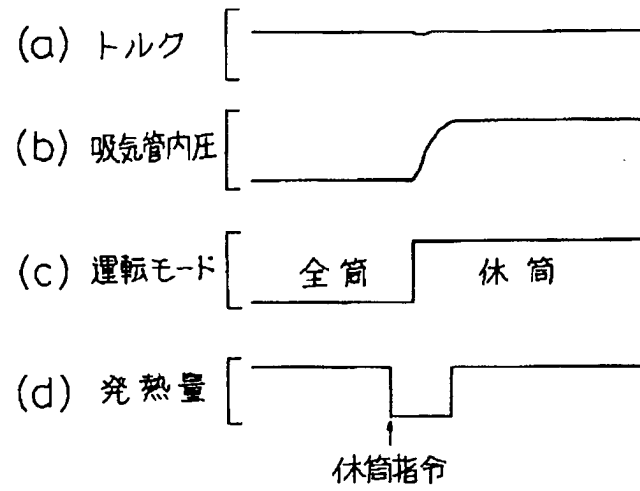 (a) トルク
(b) 吸気管内圧
(c) 運転モード 全筒 休筒
(d) 発熱量
休筒指令